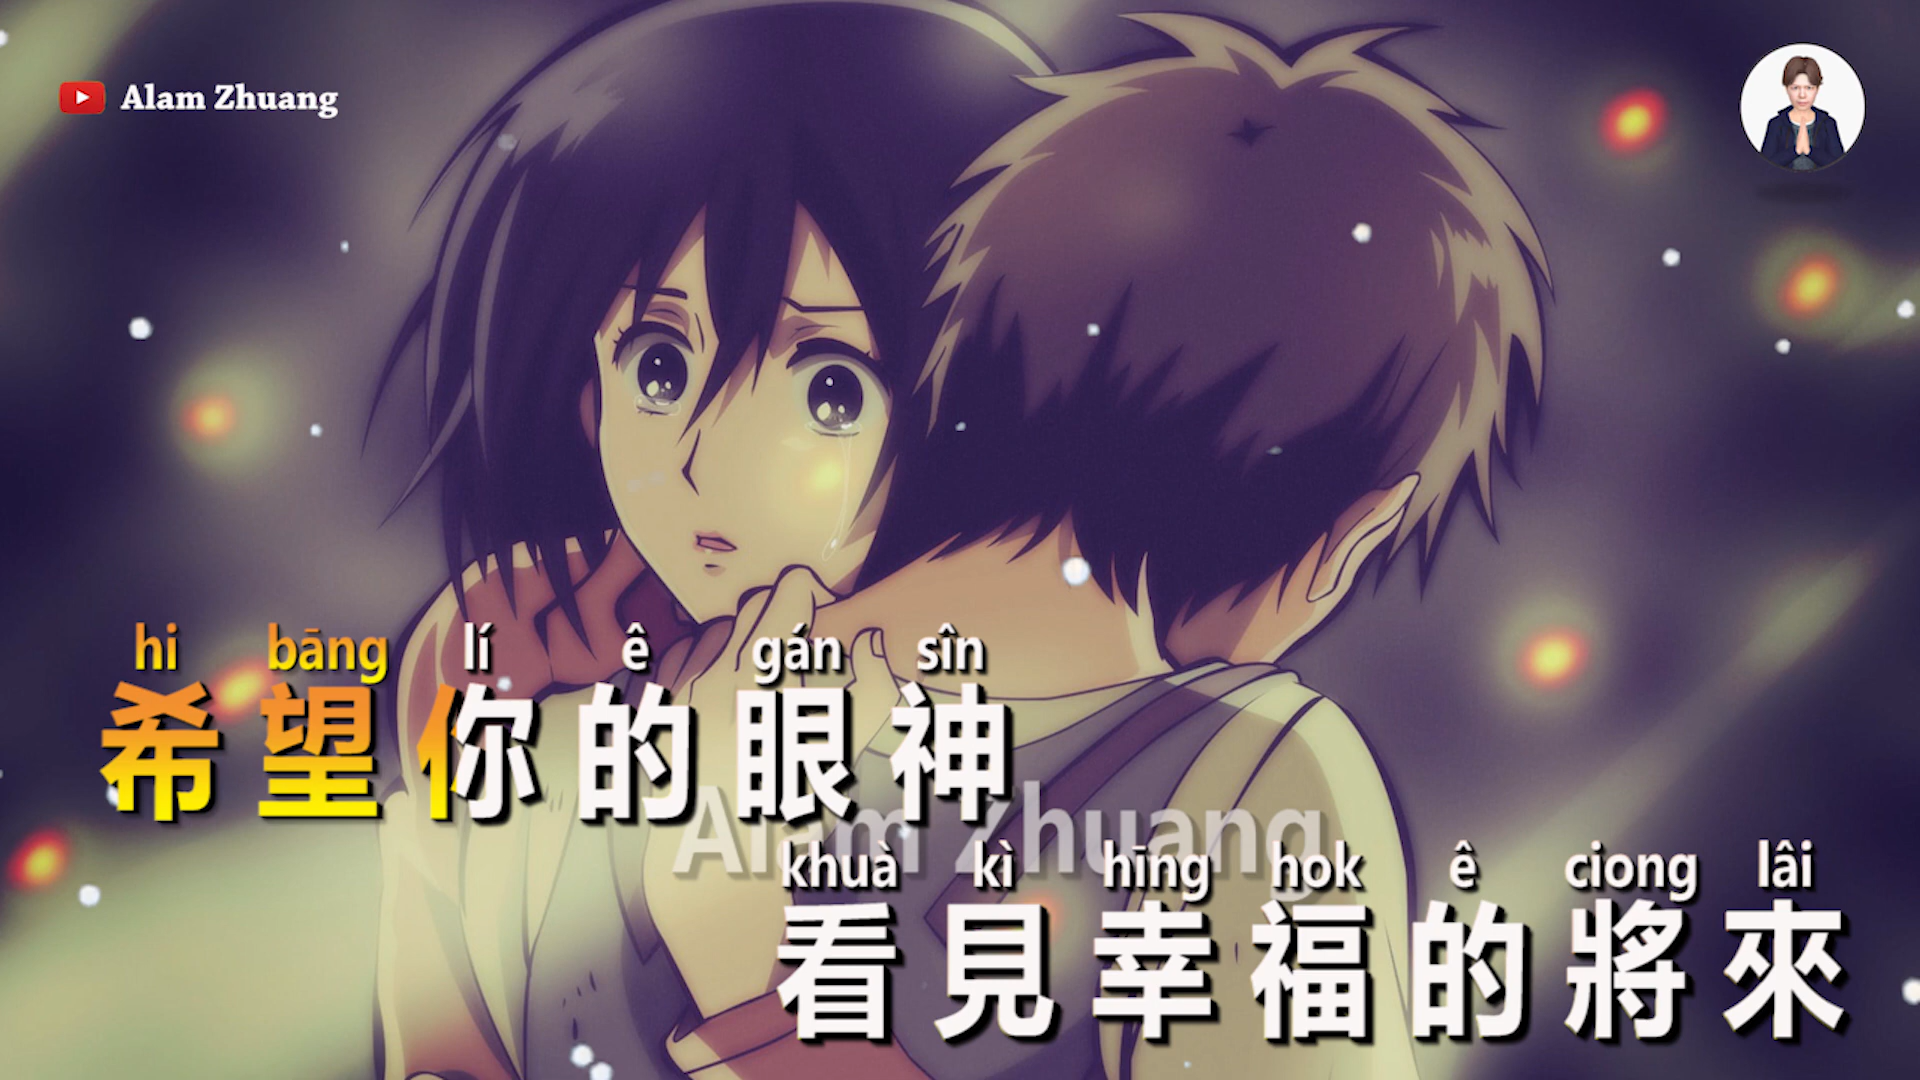 Alam Zhuang
hi bāng lí ê gán sîn
希望你的眼神
Alam Zhuang
khuà kì hīng hok ê ciong lâi
看見幸福的將來